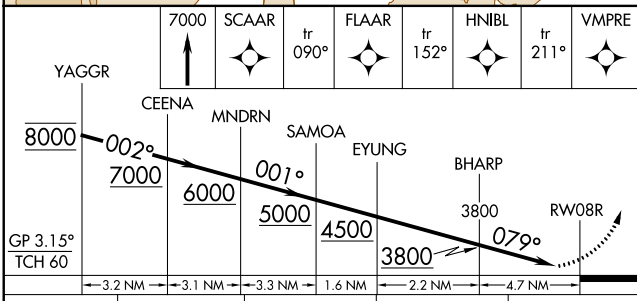 7000 SCAAR tr 090° FLAAR tr 152° HNIBL tr 211° VMPRE
YAGGR
CEENA
MNDRN
SAMOA
EYUNG
BHARP
RW08R
8000
002°
7000
6000
001°
5000
4500
3800
3800
079°
GP 3.15°
TCH 60
3.2 NM 3.1 NM 3.3 NM 1.6 NM 2.2 NM 4.7 NM